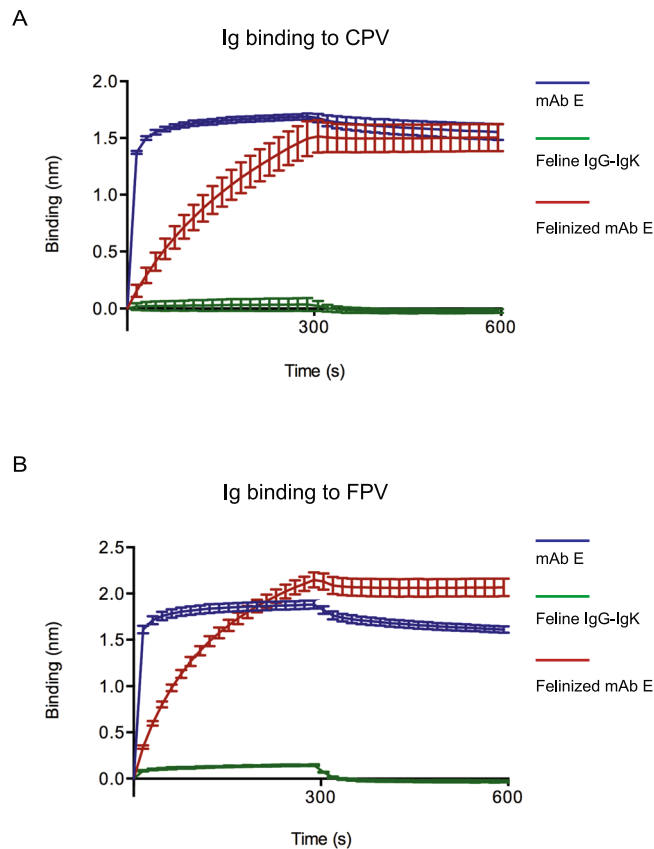 A
Ig binding to CPV
2.0
1.5
1.0
0.5
0.0
300
600
Binding (nm)
Time (s)
mAb E
Feline IgG-IgK
Felinized mAb E
B
Ig binding to FPV
2.5
2.0
1.5
1.0
0.5
0.0
300
600
Binding (nm)
Time (s)
mAb E
Feline IgG-IgK
Felinized mAb E